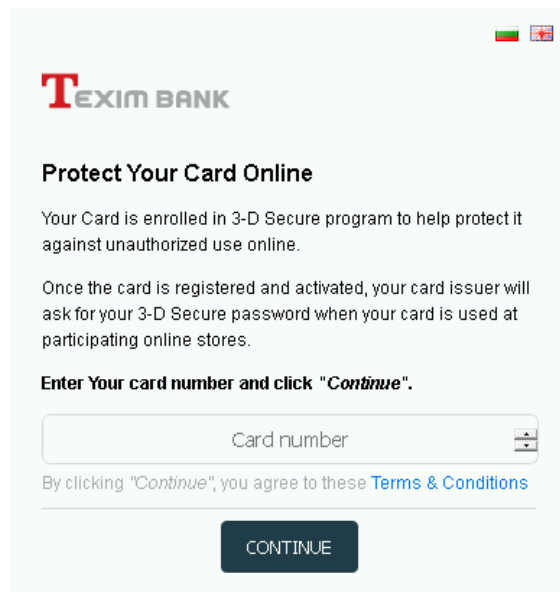 TEXIM BANK
Protect Your Card Online
Your Card is enrolled in 3-D Secure program to help protect it
against unauthorized use online.
Once the card is registered and activated, your card issuer will
ask for your 3-D Secure password when your card is used at
participating online stores.
Enter Your card number and click "Continue".
Card number
By clicking "Continue", you agree to these Terms & Conditions
CONTINUE